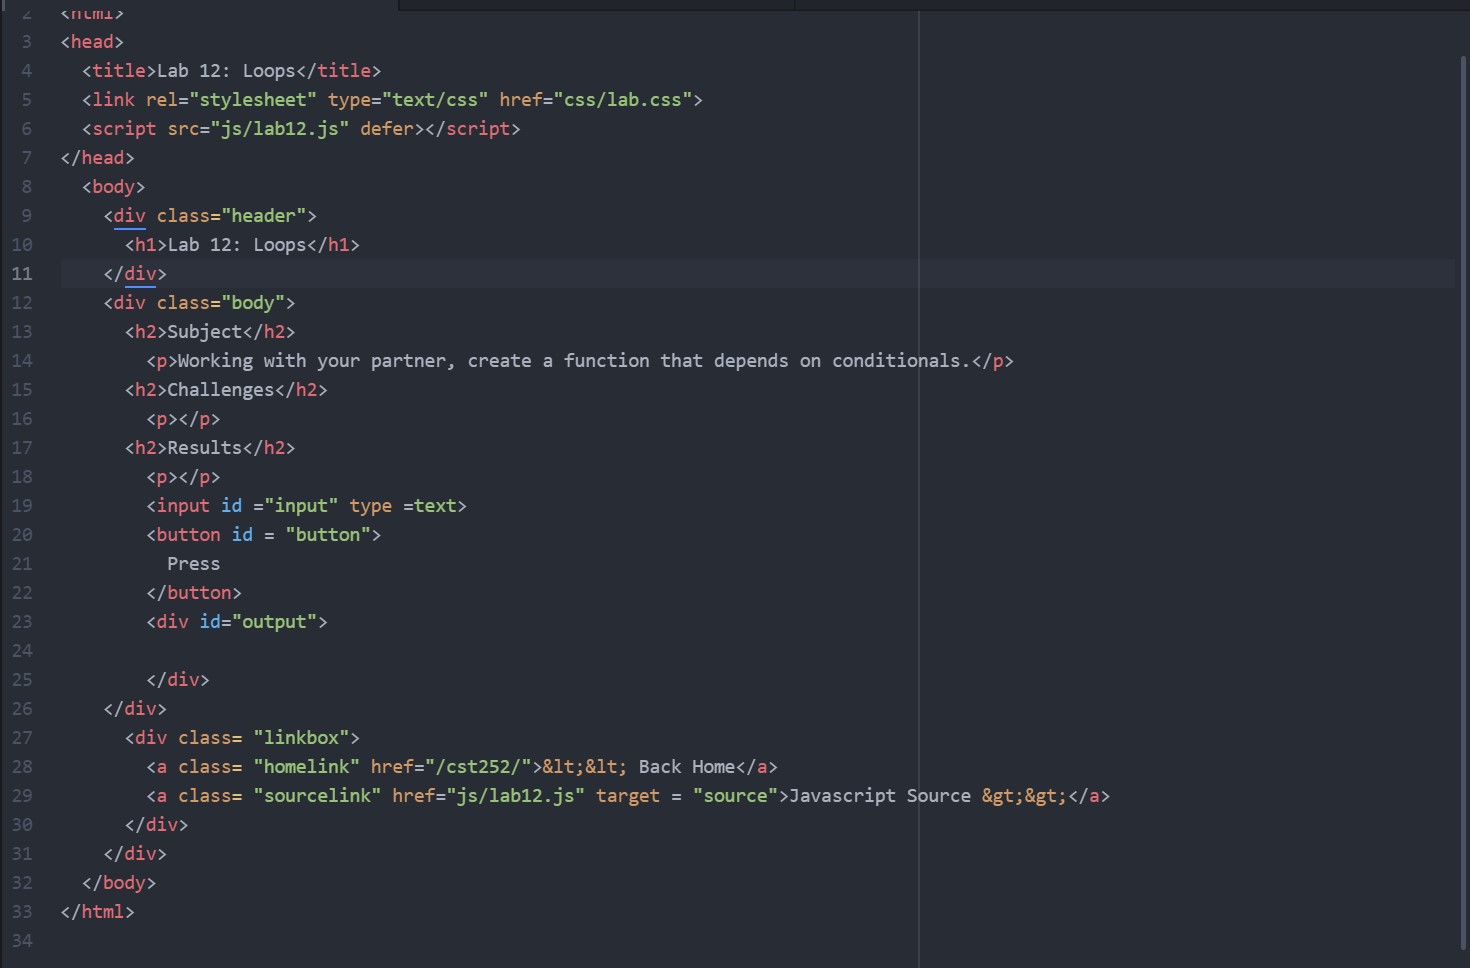 2 <html>
3 <head>
4 <title>Lab 12: Loops</title>
5 <link rel="stylesheet" type="text/css" href="css/lab.css">
6 <script src="js/lab12.js" defer></script>
7 </head>
8 <body>
9 <div class="header">
10 <h1>Lab 12: Loops</h1>
11 </div>
12 <div class="body">
13 <h2>Subject</h2>
14 <p>Working with your partner, create a function that depends on conditionals.</p>
15 <h2>Challenges</h2>
16 <p></p>
17 <h2>Results</h2>
18 <p></p>
19 <input id ="input" type =text>
20 <button id = "button">
21 Press
22 </button>
23 <div id="output">
24
25 </div>
26 </div>
27 <div class= "linkbox">
28 <a class= "homelink" href="/cst252/">&lt;&lt; Back Home</a>
29 <a class= "sourcelink" href="js/lab12.js" target = "source">Javascript Source &gt;&gt;</a>
30 </div>
31 </div>
32 </body>
33 </html>
34